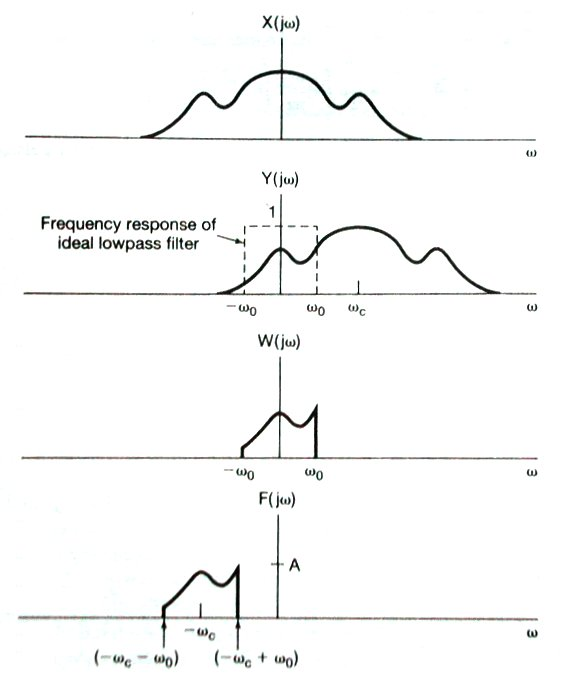 X(jω)
ω
Y(jω)
1
Frequency response of
ideal lowpass filter
−ω₀ ω₀ ωc
ω
W(jω)
−ω₀ ω₀
ω
F(jω)
A
−ωc
ω
(−ωc − ω₀) (−ωc + ω₀)